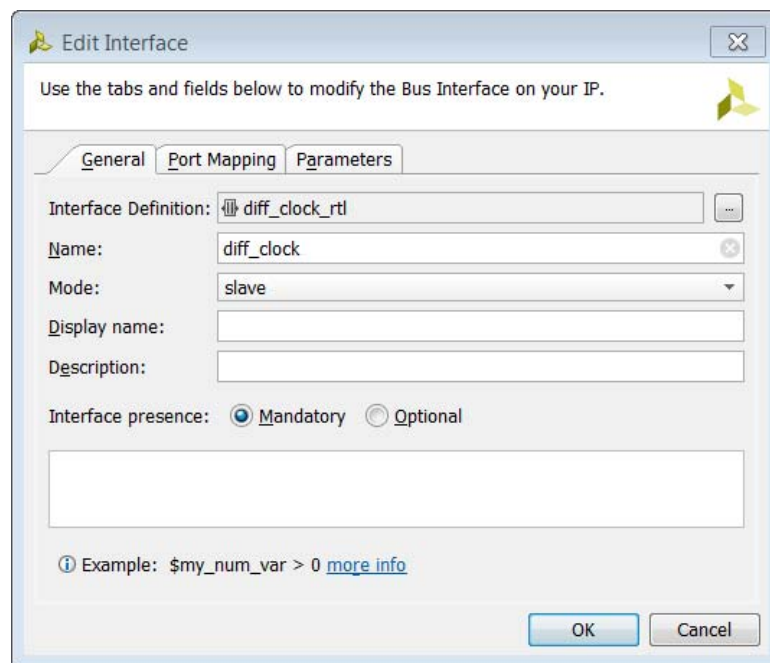 Edit Interface
Use the tabs and fields below to modify the Bus Interface on your IP.
General Port Mapping Parameters
Interface Definition: diff_clock_rtl ...
Name: diff_clock
Mode: slave
Display name:
Description:
Interface presence: Mandatory Optional
Example: $my_num_var > 0 more info
OK Cancel